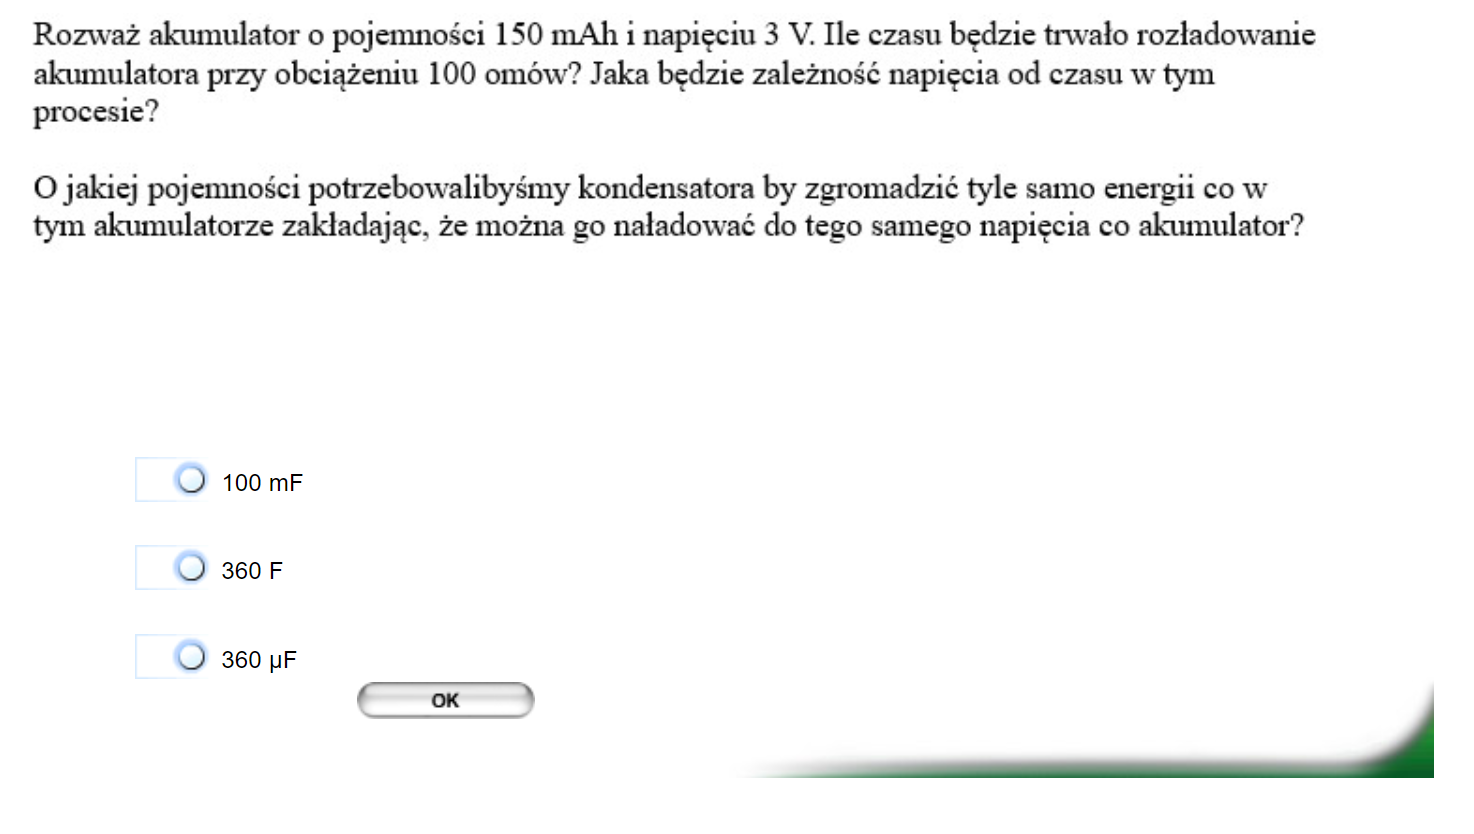 Rozważ akumulator o pojemności 150 mAh i napięciu 3 V. Ile czasu będzie trwało rozładowanie
akumulatora przy obciążeniu 100 omów? Jaka będzie zależność napięcia od czasu w tym
procesie?
O jakiej pojemności potrzebowalibyśmy kondensatora by zgromadzić tyle samo energii co w
tym akumulatorze zakładając, że można go naładować do tego samego napięcia co akumulator?
100 mF
360 F
360 µF
OK